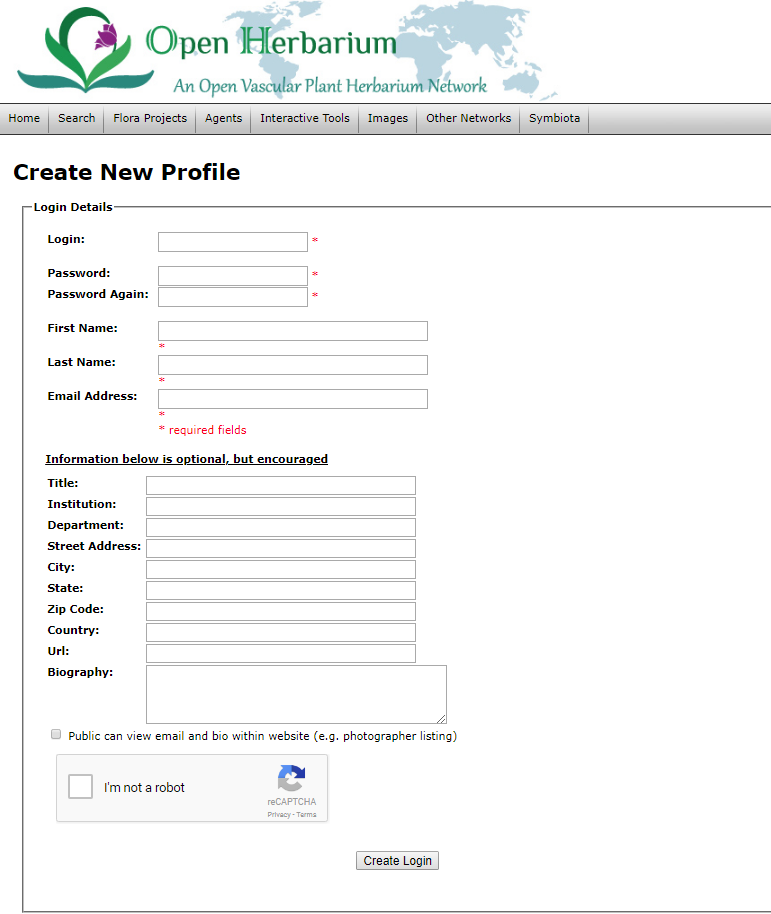 Open Herbarium
An Open Vascular Plant Herbarium Network
Home Search Flora Projects Agents Interactive Tools Images Other Networks Symbiota
Create New Profile
Login Details
Login: *
Password: *
Password Again: *
First Name:
*
Last Name:
*
Email Address:
*
* required fields
Information below is optional, but encouraged
Title:
Institution:
Department:
Street Address:
City:
State:
Zip Code:
Country:
Url:
Biography:
Public can view email and bio within website (e.g. photographer listing)
I'm not a robot
reCAPTCHA
Privacy - Terms
Create Login